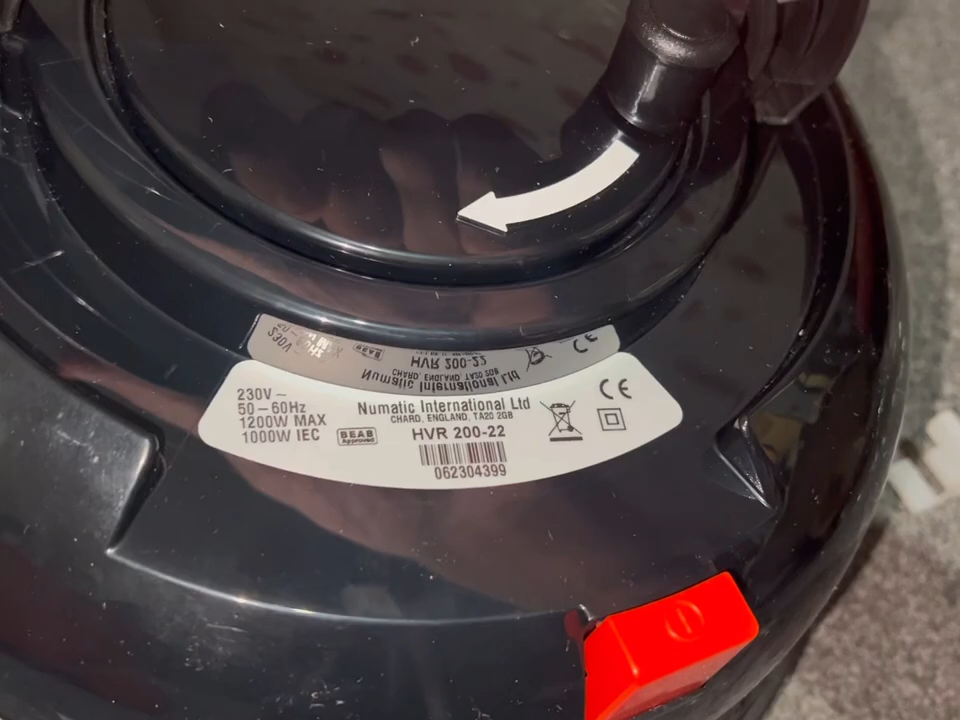 230V ~
50 – 60Hz
1200W MAX
1000W IEC
BEAB
Approved
Numatic International Ltd
CHARD, ENGLAND, TA20 2GB
HVR 200-22
062304399
CE